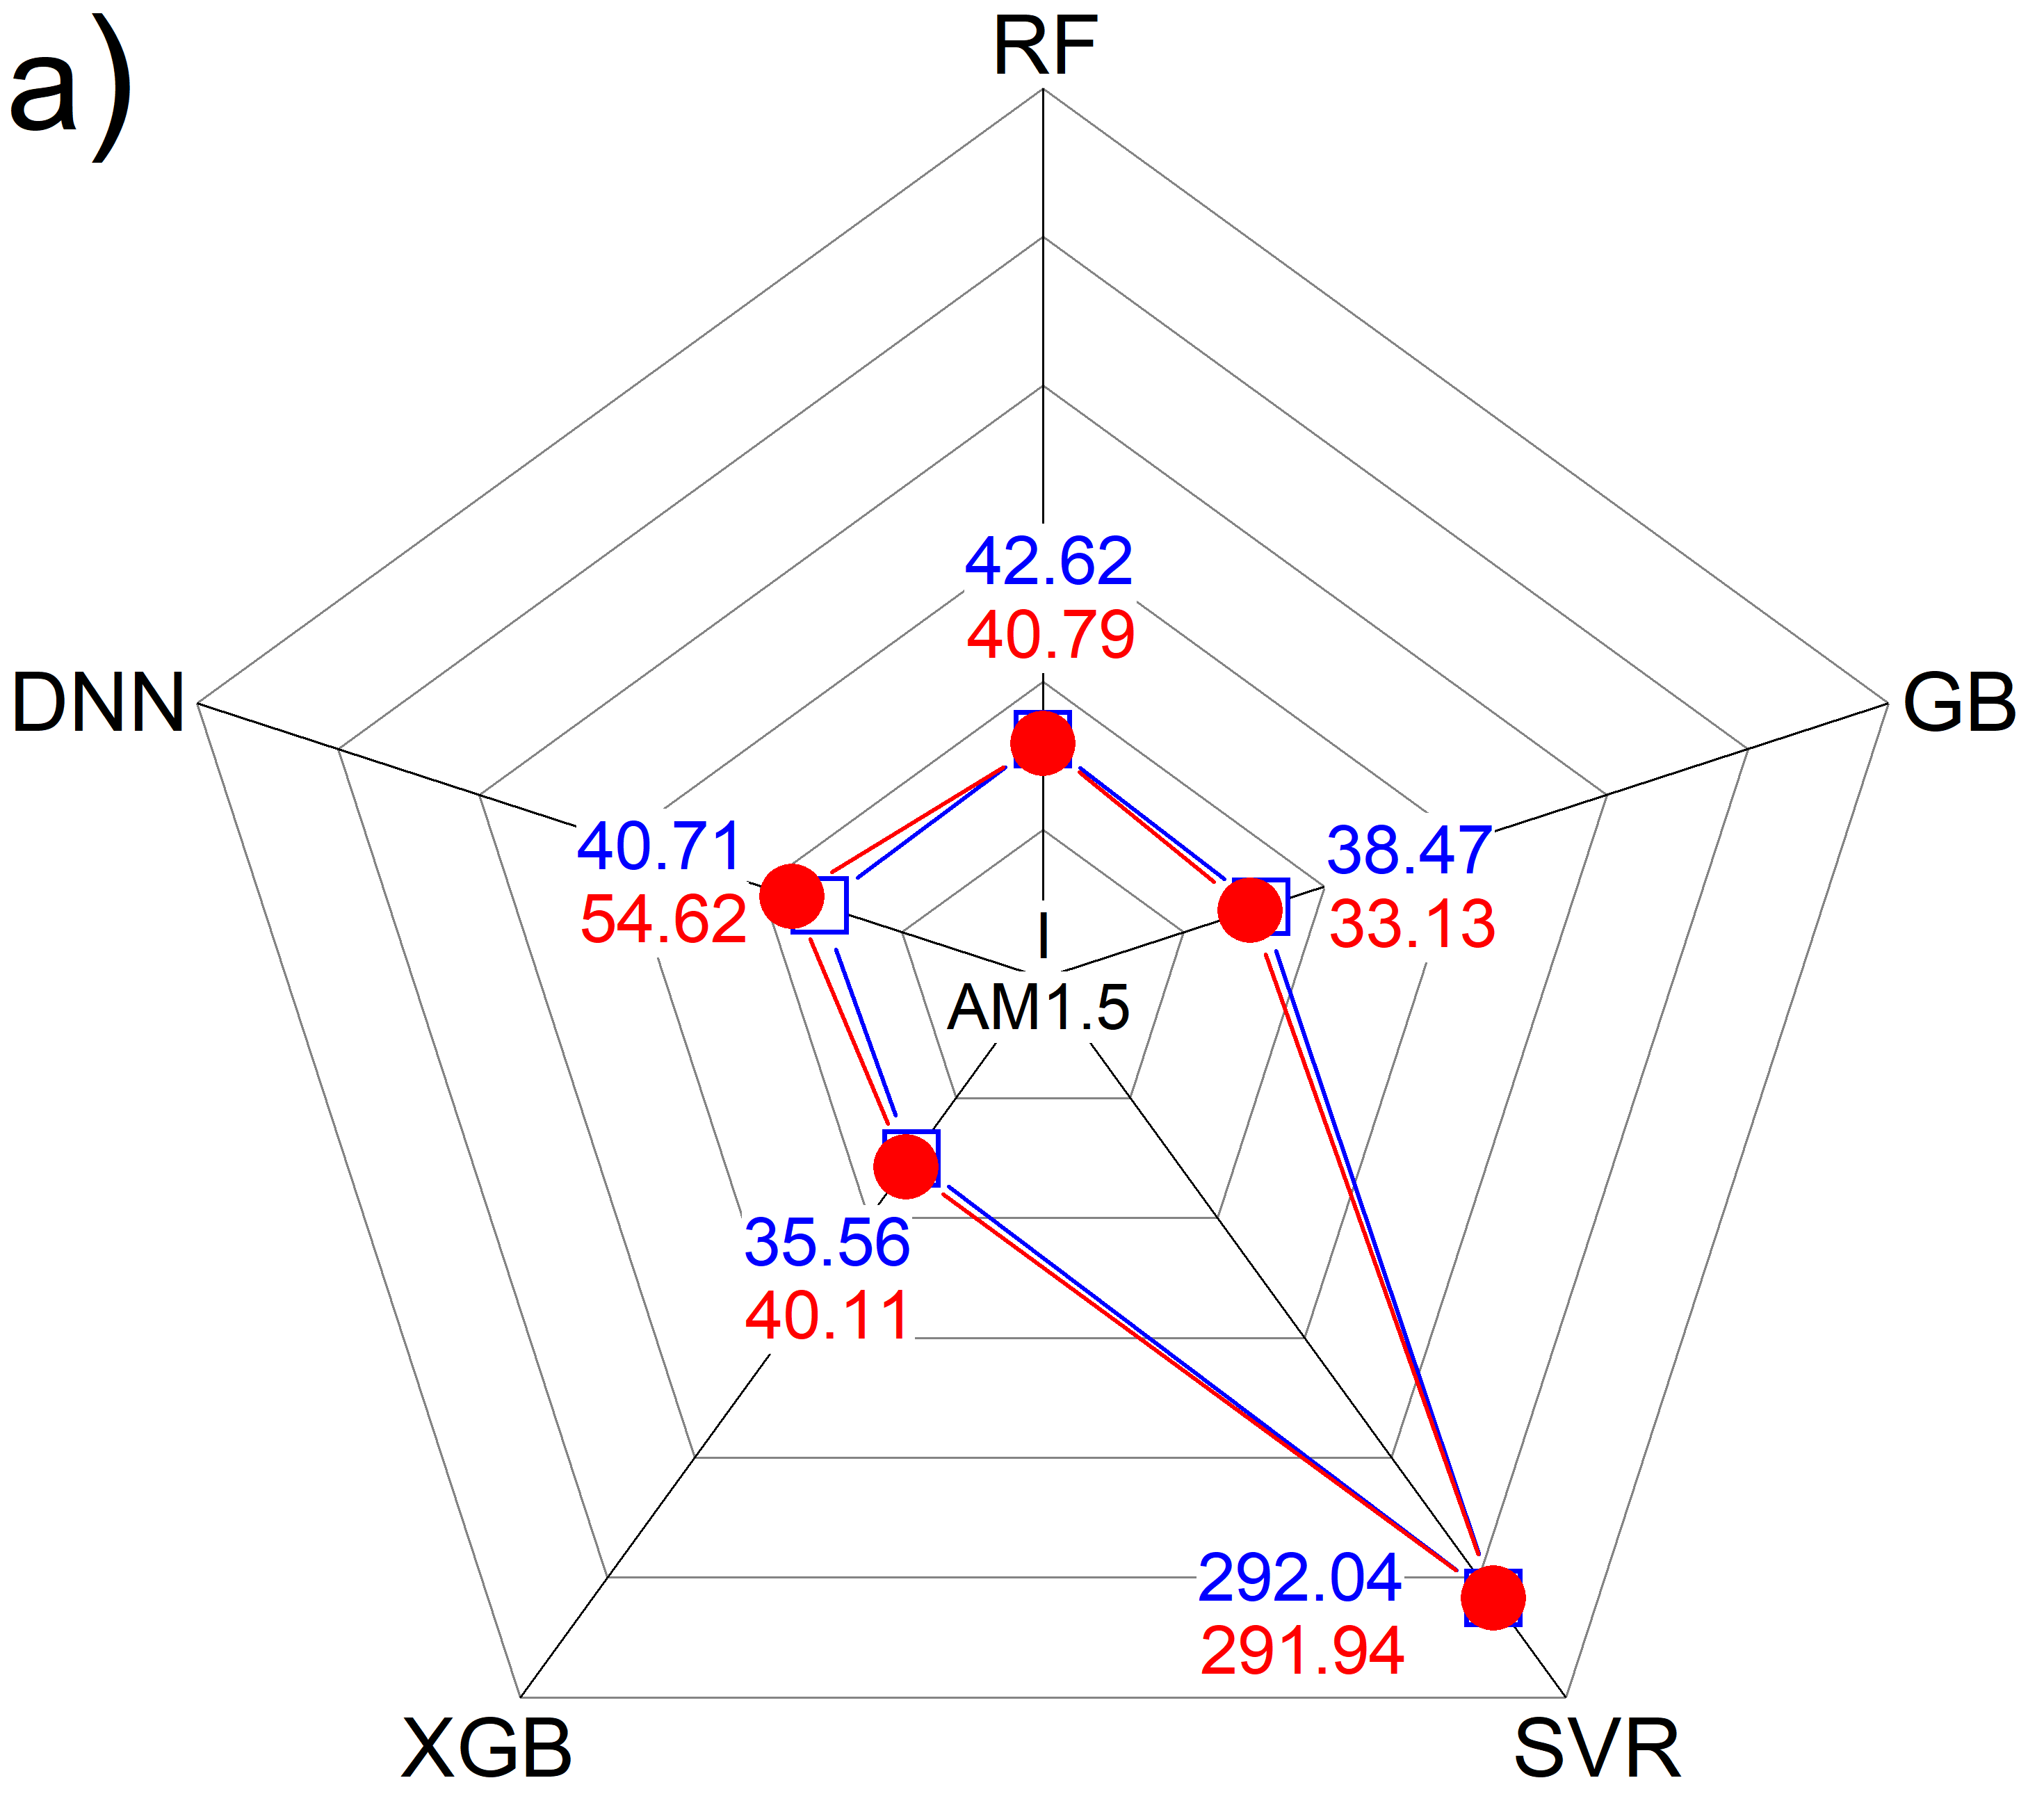 a)
RF
DNN
GB
42.62
40.79
40.71
54.62
38.47
33.13
I
AM1.5
35.56
40.11
292.04
291.94
XGB
SVR